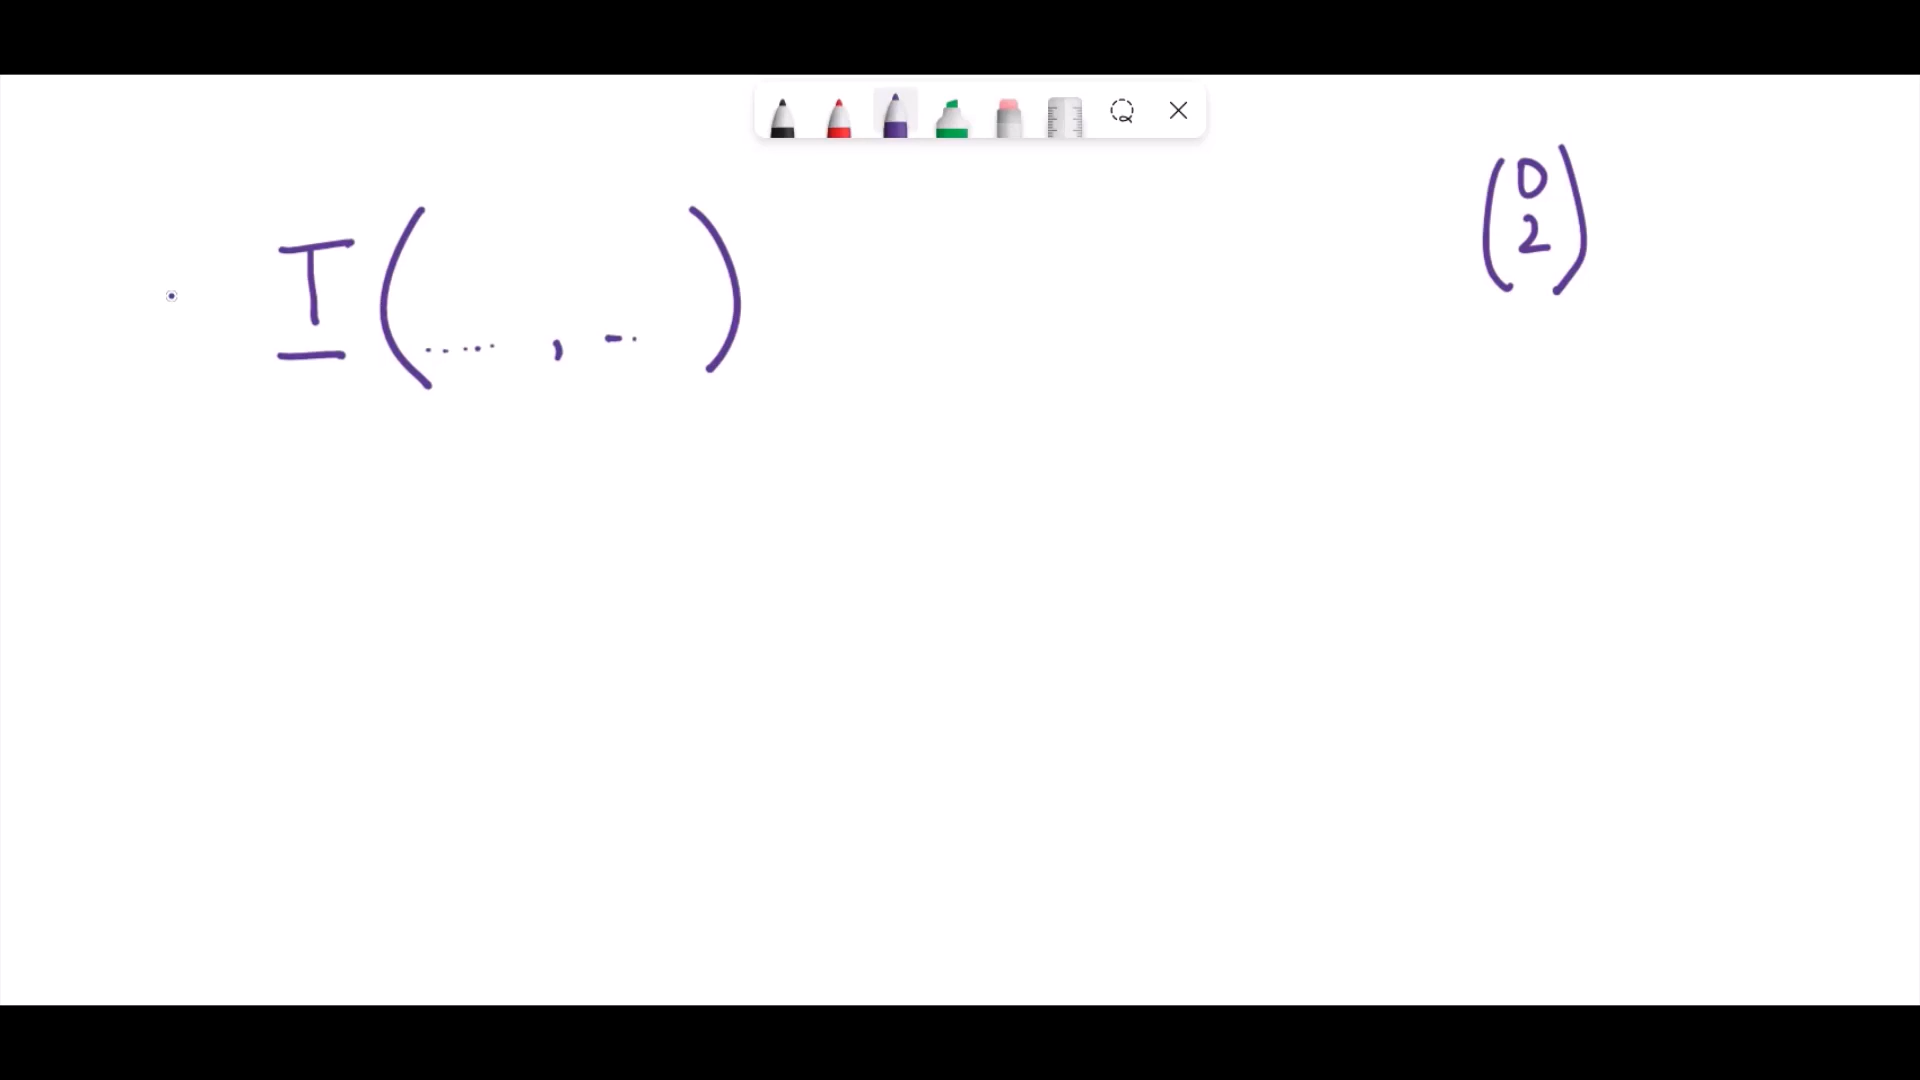 T ( ..... , -. )
( 0
2 )